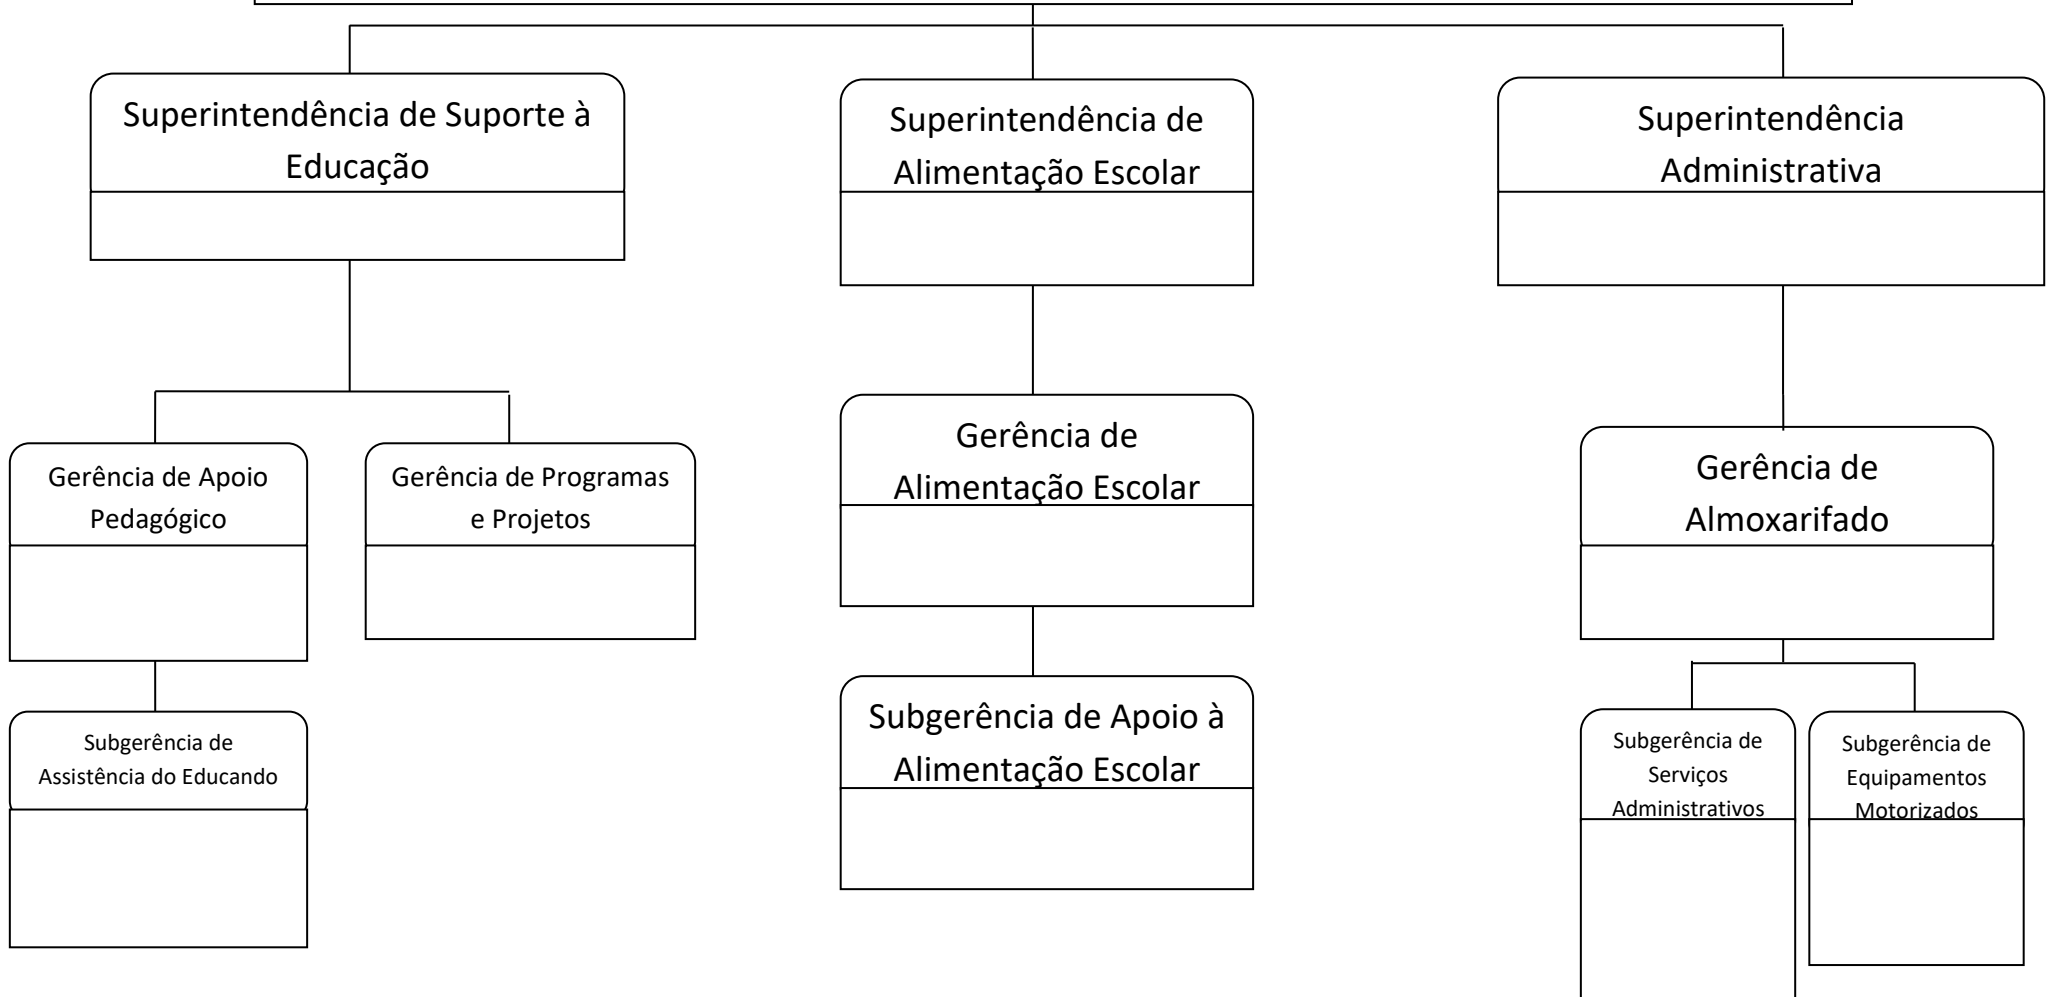 Superintendência de Suporte à
Educação
Superintendência de
Alimentação Escolar
Superintendência
Administrativa
Gerência de Apoio
Pedagógico
Gerência de Programas
e Projetos
Gerência de
Alimentação Escolar
Gerência de
Almoxarifado
Subgerência de
Assistência do Educando
Subgerência de Apoio à
Alimentação Escolar
Subgerência de
Serviços
Administrativos
Subgerência de
Equipamentos
Motorizados